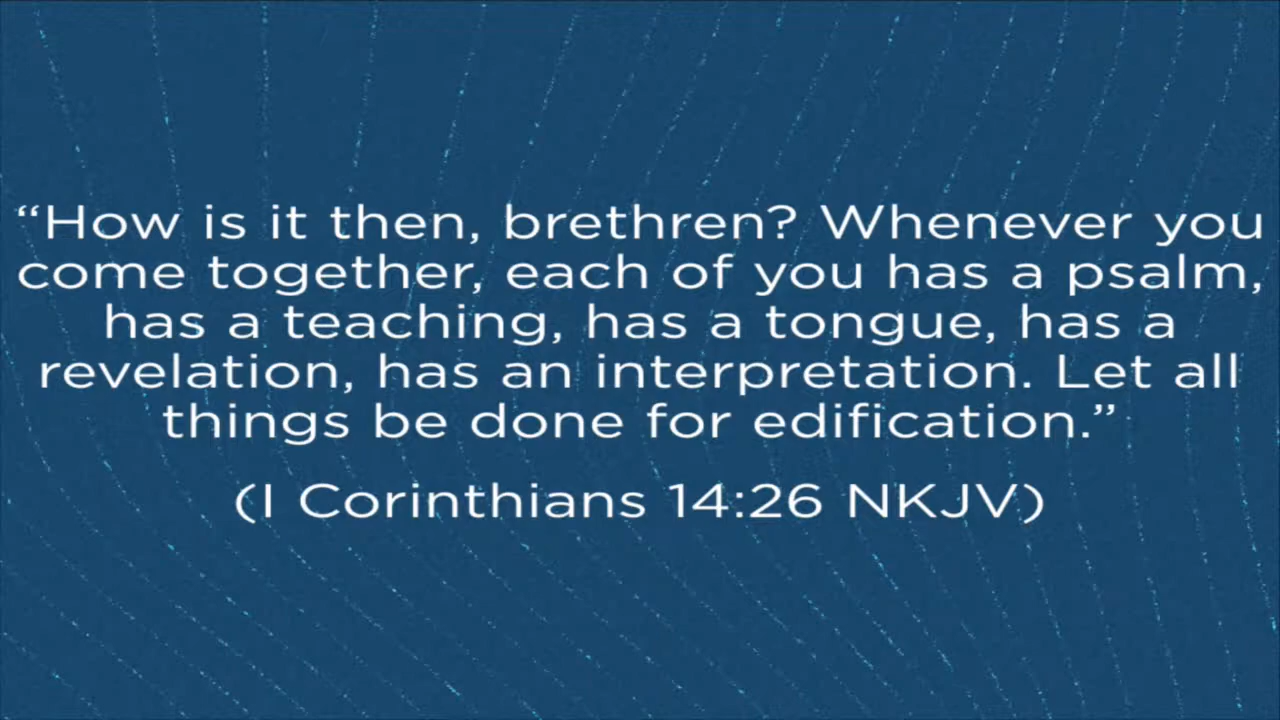 “How is it then, brethren? Whenever you
come together, each of you has a psalm,
has a teaching, has a tongue, has a
revelation, has an interpretation. Let all
things be done for edification.”
(I Corinthians 14:26 NKJV)